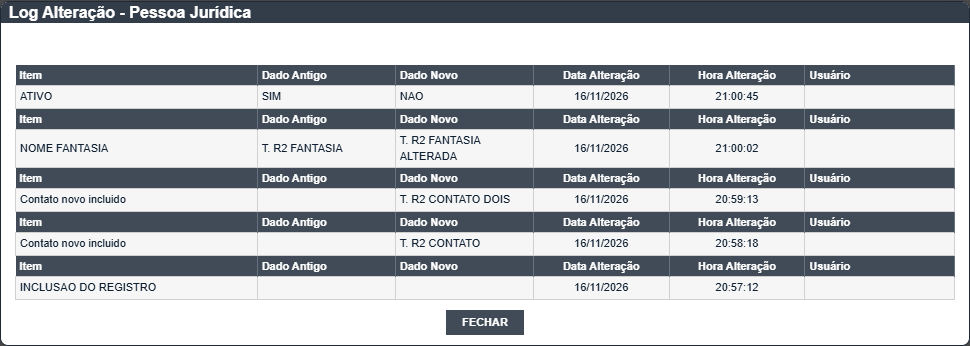 Log Alteração - Pessoa Jurídica
Item Dado Antigo Dado Novo Data Alteração Hora Alteração Usuário
ATIVO SIM NAO 16/11/2026 21:00:45
Item Dado Antigo Dado Novo Data Alteração Hora Alteração Usuário
NOME FANTASIA T. R2 FANTASIA T. R2 FANTASIA ALTERADA 16/11/2026 21:00:02
Item Dado Antigo Dado Novo Data Alteração Hora Alteração Usuário
Contato novo incluido T. R2 CONTATO DOIS 16/11/2026 20:59:13
Item Dado Antigo Dado Novo Data Alteração Hora Alteração Usuário
Contato novo incluido T. R2 CONTATO 16/11/2026 20:58:18
Item Dado Antigo Dado Novo Data Alteração Hora Alteração Usuário
INCLUSAO DO REGISTRO 16/11/2026 20:57:12
FECHAR